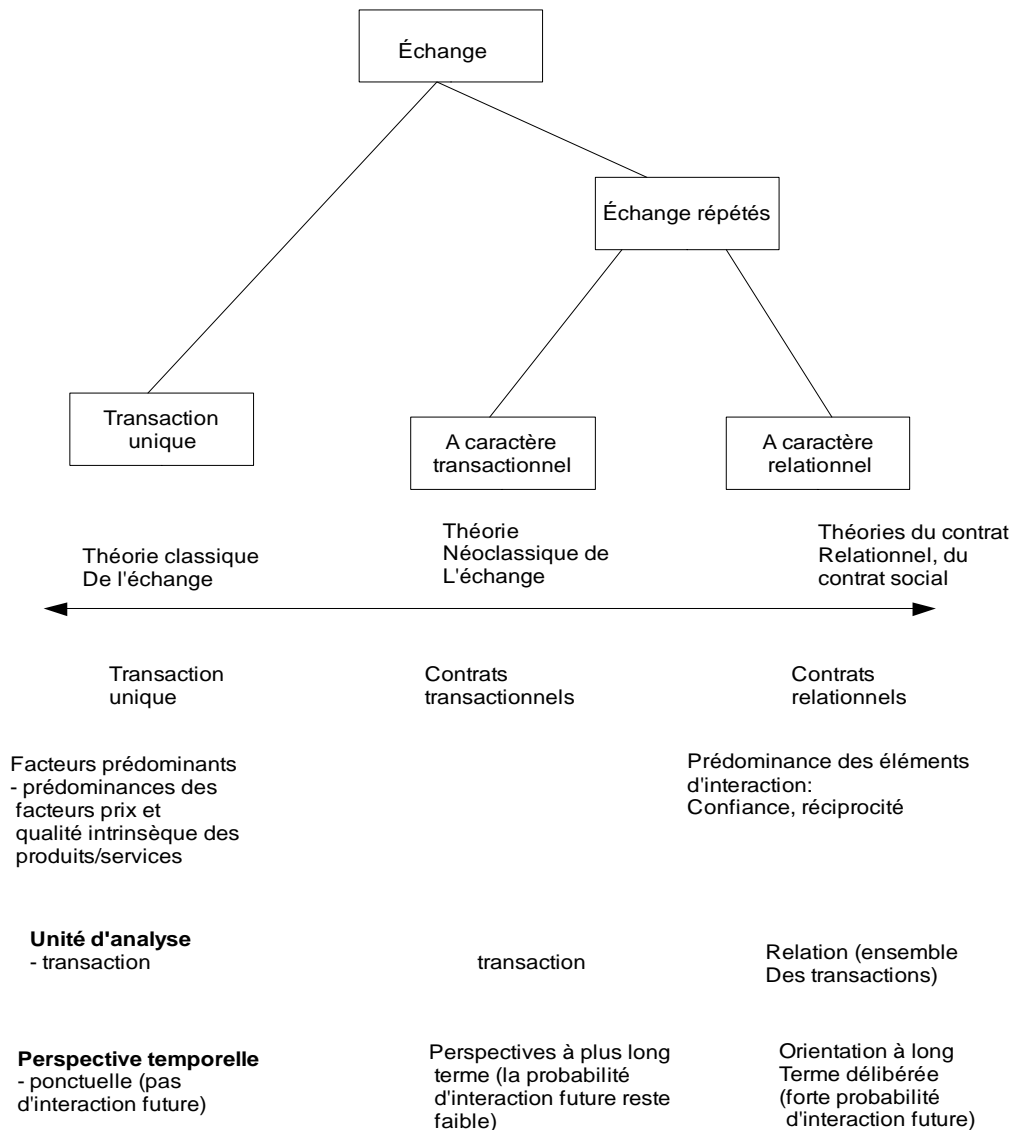 Échange
Échange répétés
Transaction
unique
A caractère
transactionnel
A caractère
relationnel
Théorie classique
De l'échange
Théorie
Néoclassique de
L'échange
Théories du contrat
Relationnel, du
contrat social
Transaction
unique
Contrats
transactionnels
Contrats
relationnels
Facteurs prédominants
- prédominances des
facteurs prix et
qualité intrinsèque des
produits/services
Prédominance des éléments
d'interaction:
Confiance, réciprocité
Unité d'analyse
- transaction
transaction
Relation (ensemble
Des transactions)
Perspective temporelle
- ponctuelle (pas
d'interaction future)
Perspectives à plus long
terme (la probabilité
d'interaction future reste
faible)
Orientation à long
Terme délibérée
(forte probabilité
d'interaction future)